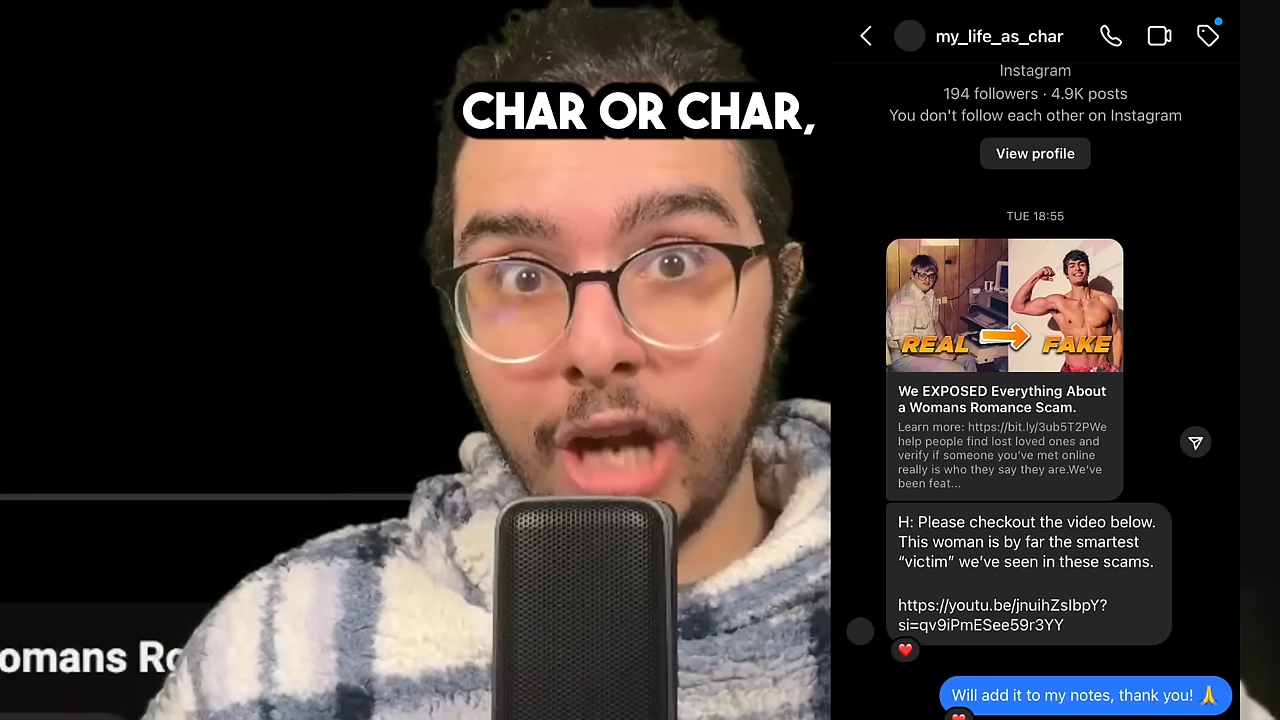 CHAR OR CHAR,
omans Ro
my_life_as_char
Instagram
194 followers · 4.9K posts
You don't follow each other on Instagram
View profile
TUE 18:55
REAL FAKE
We EXPOSED Everything About
a Womans Romance Scam.
Learn more: https://bit.ly/3ub5T2PWe
help people find lost loved ones and
verify if someone you've met online
really is who they say they are.We've
been feat...
H: Please checkout the video below.
This woman is by far the smartest
“victim” we've seen in these scams.
https://youtu.be/jnuihZsIbpY?
si=qv9iPmESee59r3YY
Will add it to my notes, thank you! 🙏